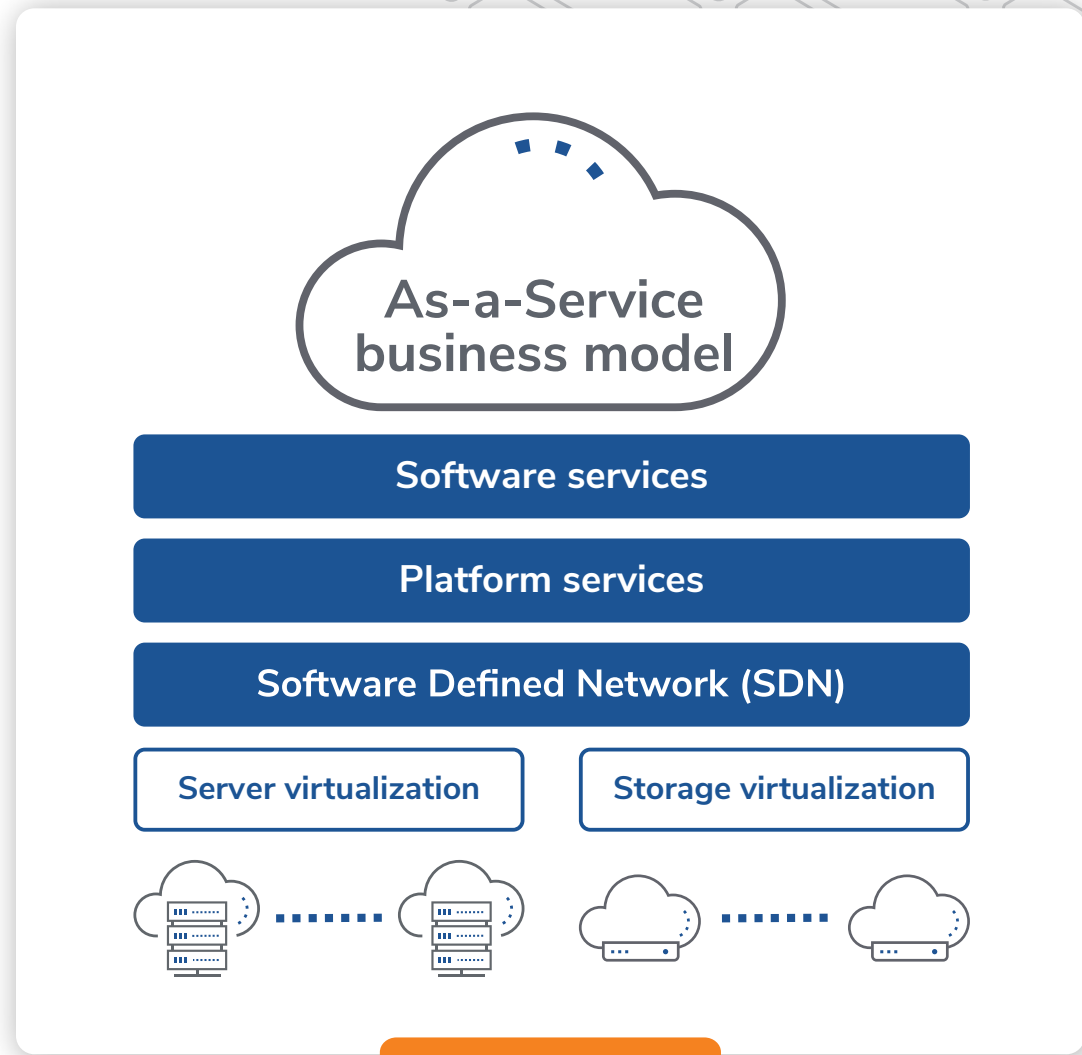 As-a-Service
business model
Software services
Platform services
Software Defined Network (SDN)
Server virtualization
Storage virtualization